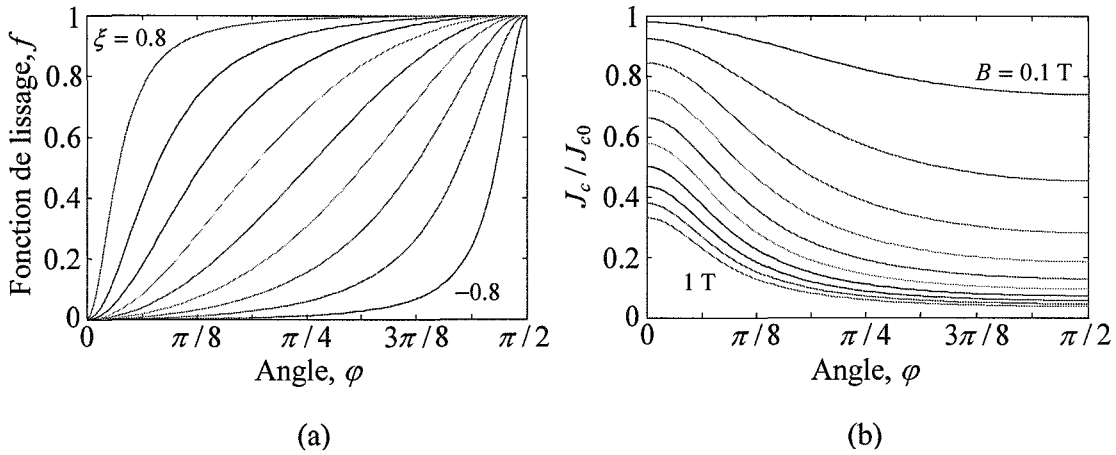 Fonction de lissage, f
1
0.8
0.6
0.4
0.2
0
ξ = 0.8
−0.8
0
π / 8
π / 4
3π / 8
π / 2
Angle, φ
(a)
J_c / J_c0
1
0.8
0.6
0.4
0.2
0
B = 0.1 T
1 T
0
π / 8
π / 4
3π / 8
π / 2
Angle, φ
(b)